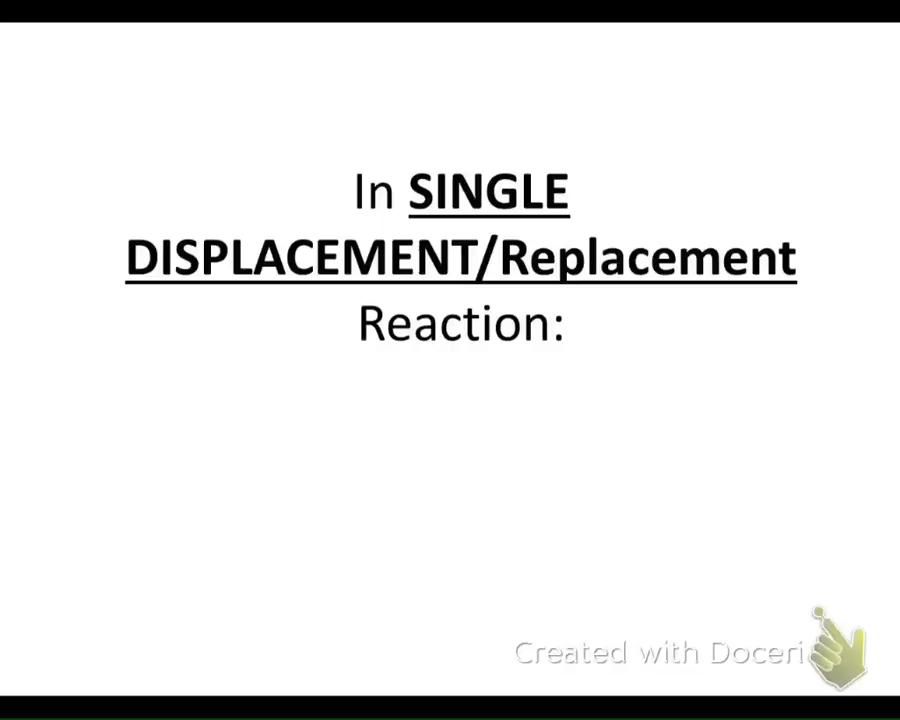 In SINGLE
DISPLACEMENT/Replacement
Reaction:
Created with Doceri